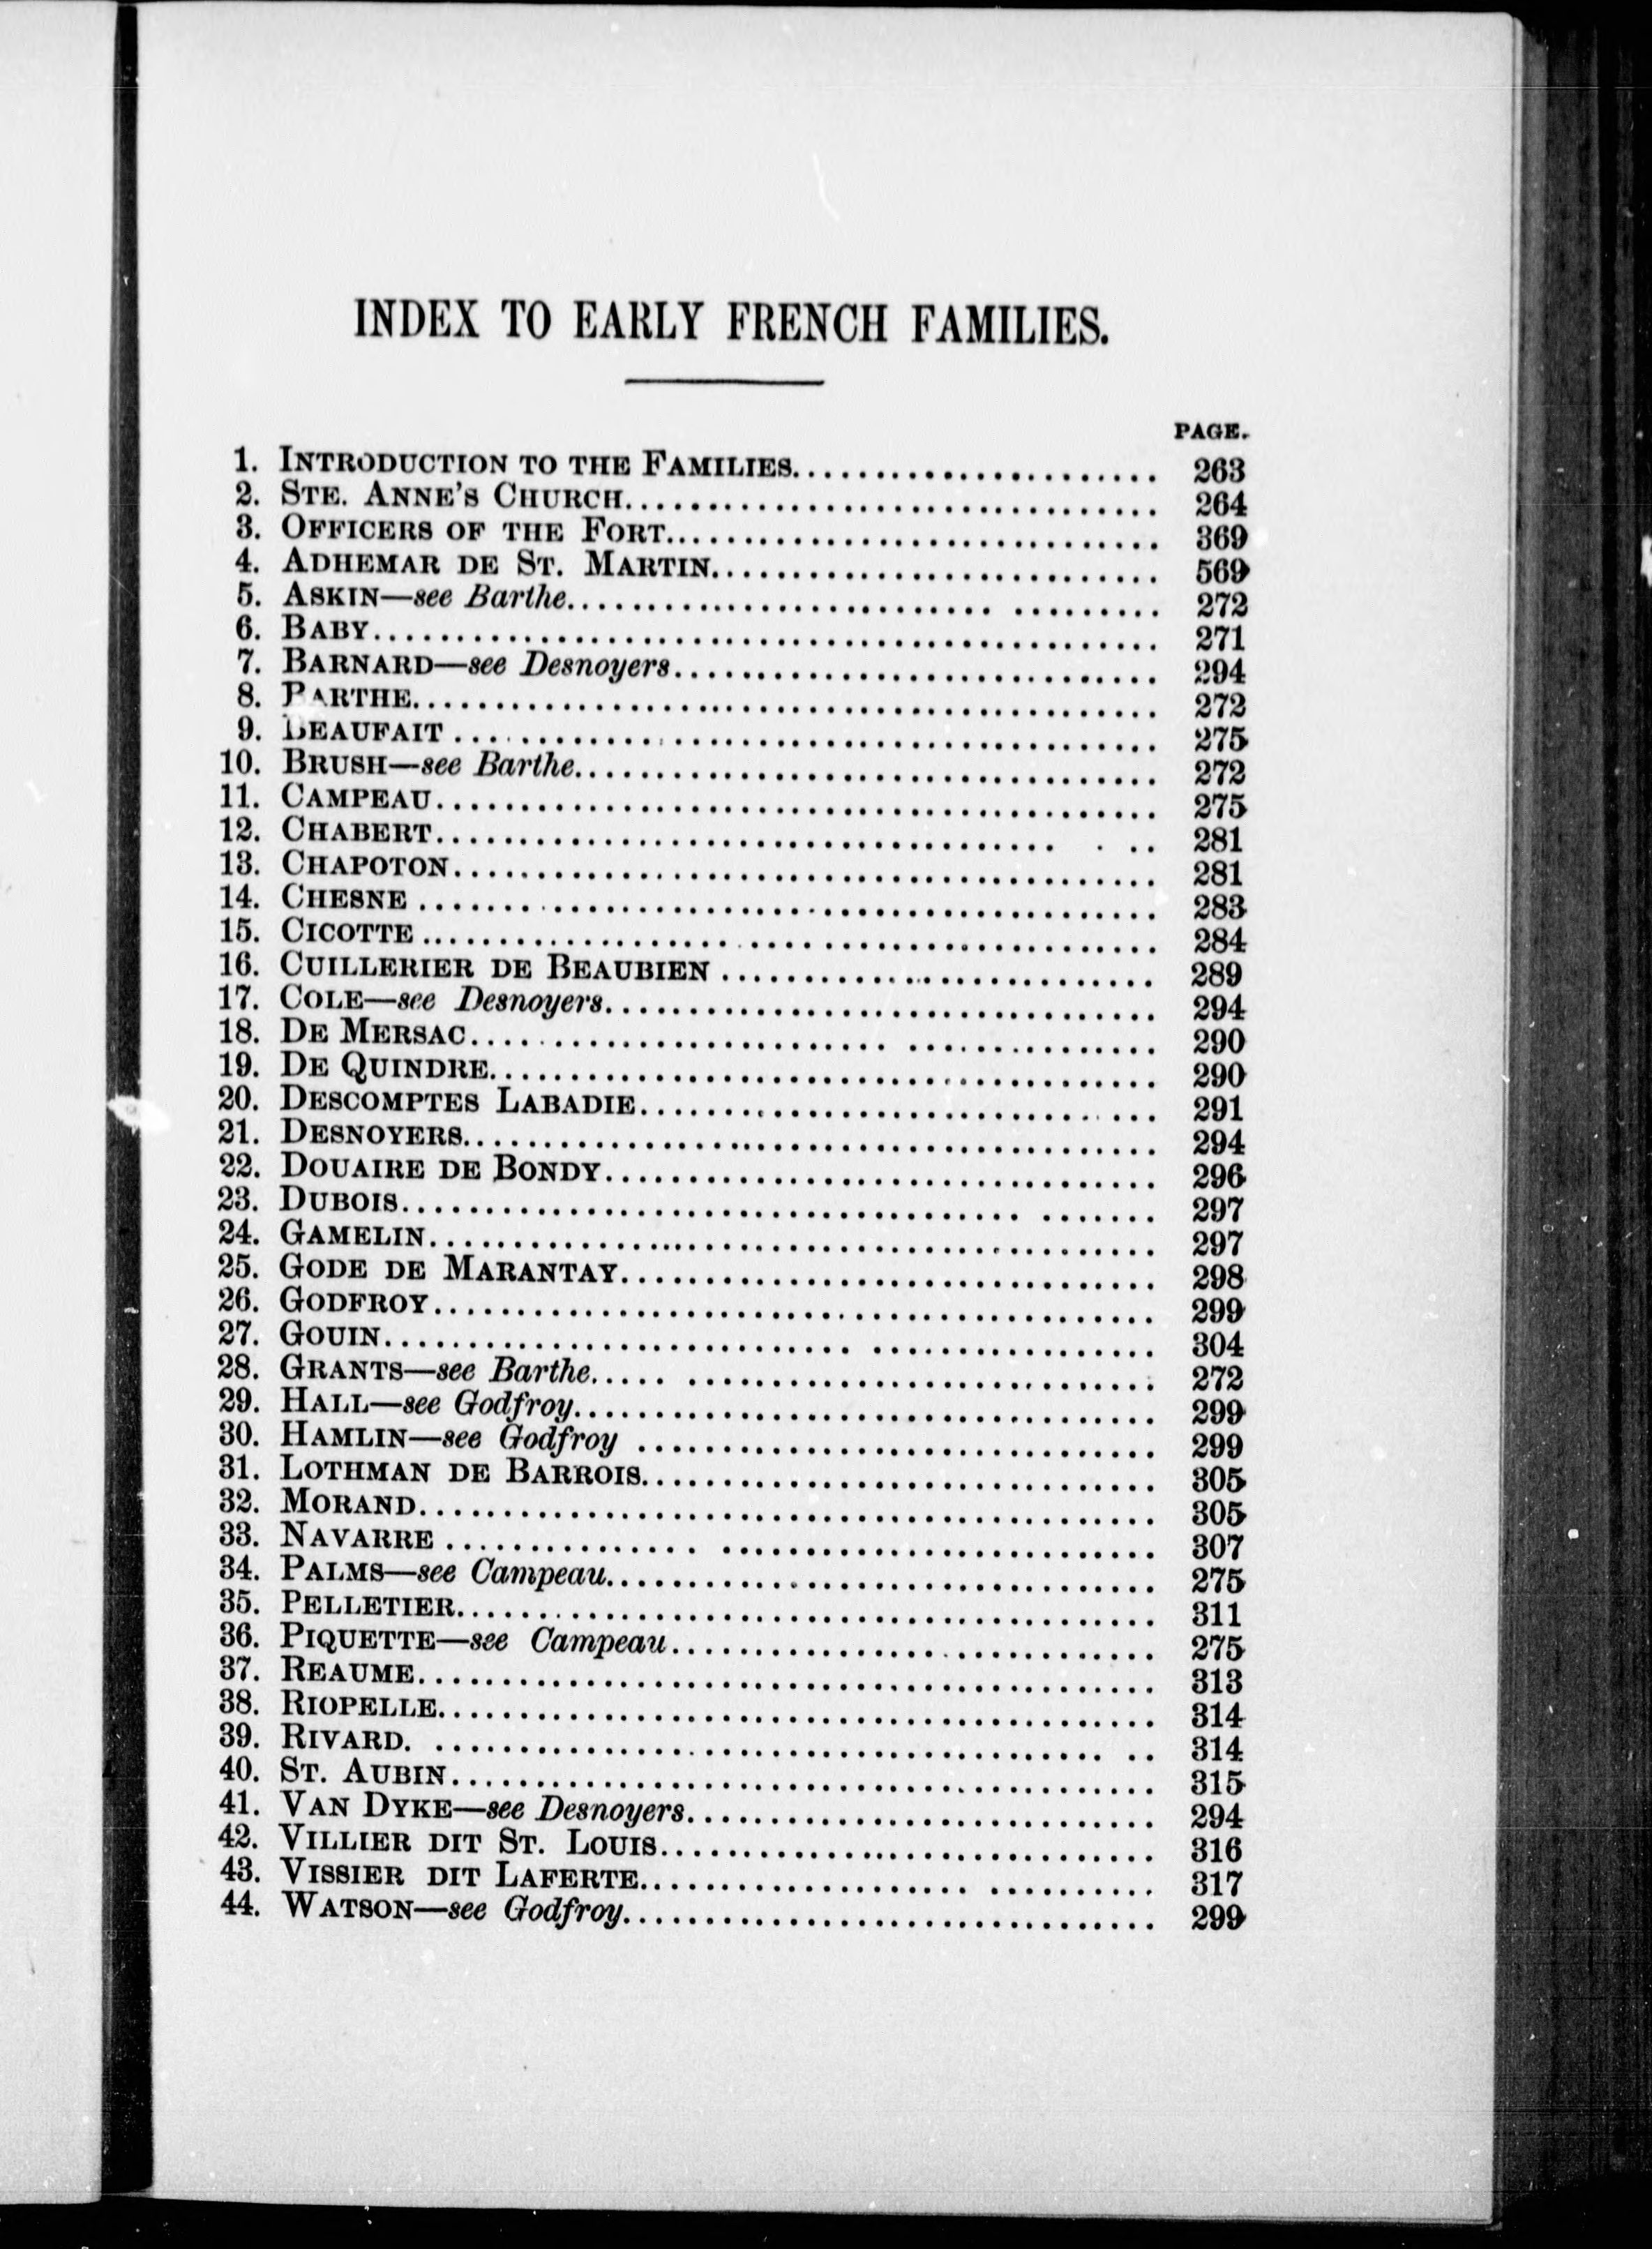 INDEX TO EARLY FRENCH FAMILIES.
PAGE.
1. INTRODUCTION TO THE FAMILIES........................ 263
2. STE. ANNE'S CHURCH................................ 264
3. OFFICERS OF THE FORT.............................. 369
4. ADHEMAR DE ST. MARTIN........................... 569
5. ASKIN—see Barthe................................... 272
6. BABY............................................... 271
7. BARNARD—see Desnoyers............................. 294
8. BARTHE............................................. 272
9. BEAUFAIT........................................... 275
10. BRUSH—see Barthe................................... 272
11. CAMPEAU............................................ 275
12. CHABERT............................................ 281
13. CHAPOTON........................................... 281
14. CHESNE............................................. 283
15. CICOTTE............................................ 284
16. CUILLERIER DE BEAUBIEN........................... 289
17. COLE—see Desnoyers................................. 294
18. DE MERSAC.......................................... 290
19. DE QUINDRE......................................... 290
20. DESCOMPTES LABADIE................................ 291
21. DESNOYERS.......................................... 294
22. DOUAIRE DE BONDY.................................. 296
23. DUBOIS............................................. 297
24. GAMELIN............................................ 297
25. GODE DE MARANTAY.................................. 298
26. GODFROY............................................ 299
27. GOUIN.............................................. 304
28. GRANTS—see Barthe.................................. 272
29. HALL—see Godfroy................................... 299
30. HAMLIN—see Godfroy................................. 299
31. LOTHMAN DE BARROIS................................ 305
32. MORAND............................................. 305
33. NAVARRE............................................ 307
34. PALMS—see Campeau.................................. 275
35. PELLETIER.......................................... 311
36. PIQUETTE—see Campeau............................... 275
37. REAUME............................................. 313
38. RIOPELLE........................................... 314
39. RIVARD............................................. 314
40. ST. AUBIN.......................................... 315
41. VAN DYKE—see Desnoyers............................. 294
42. VILLIER DIT ST. LOUIS.............................. 316
43. VISSIER DIT LAFERTE................................ 317
44. WATSON—see Godfroy................................. 299